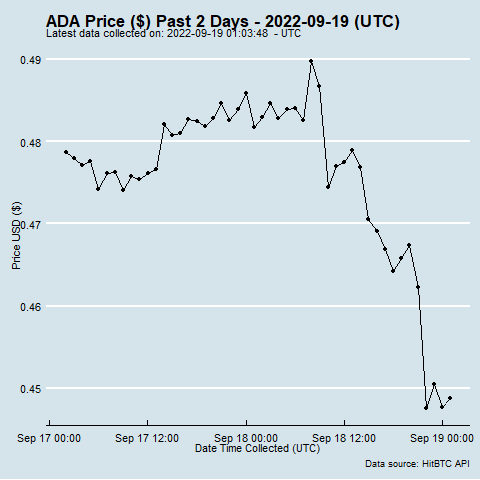 ADA Price ($) Past 2 Days - 2022-09-19 (UTC)
Latest data collected on: 2022-09-19 01:03:48  - UTC
0.49
0.48
0.47
0.46
0.45
Price USD ($)
Sep 17 00:00 Sep 17 12:00 Sep 18 00:00 Sep 18 12:00 Sep 19 00:00
Date Time Collected (UTC)
Data source: HitBTC API